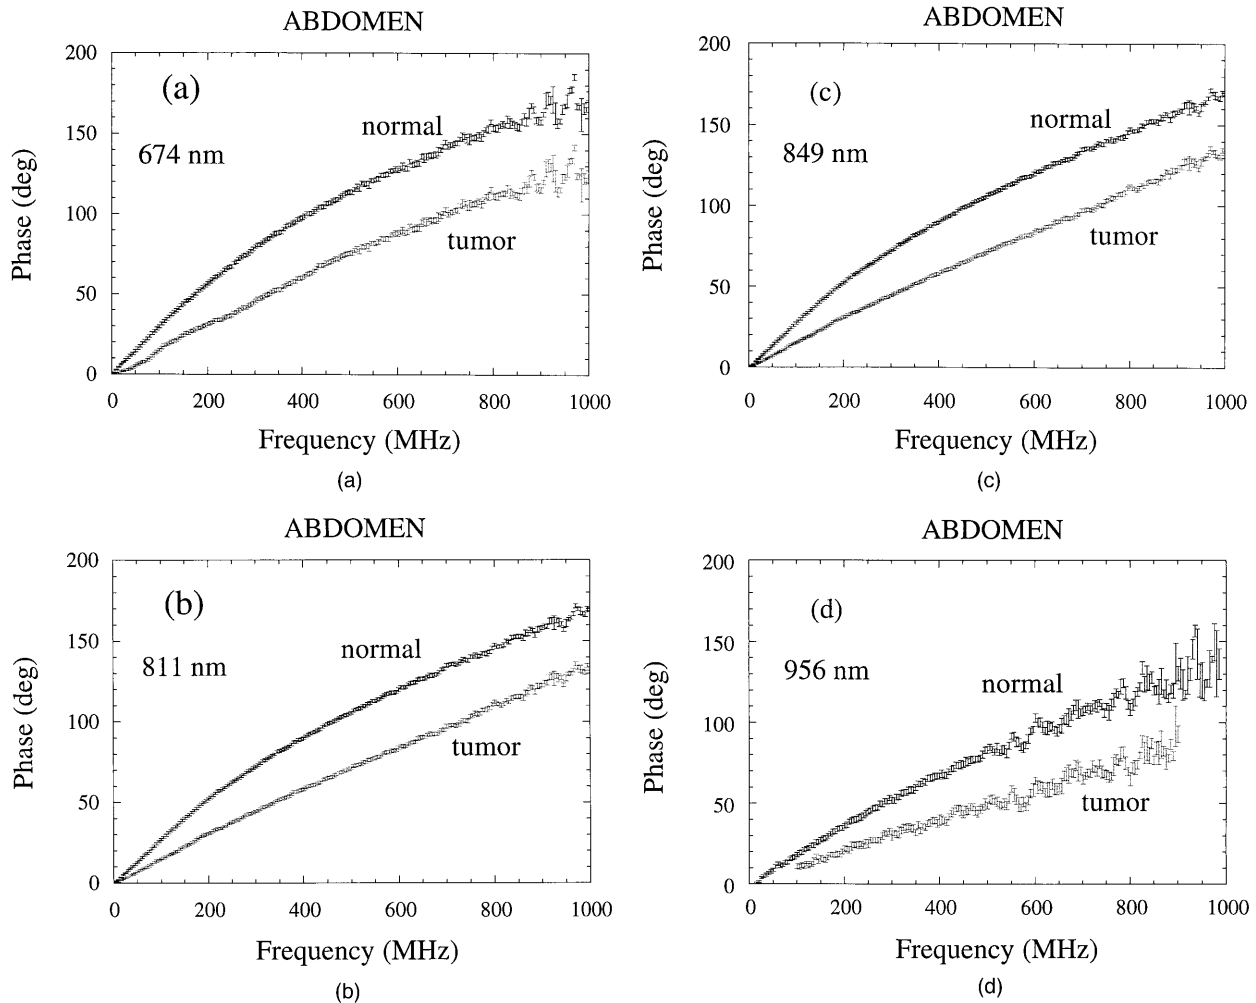 ABDOMEN
(a)
674 nm
normal
tumor
Phase (deg)
200
150
100
50
0
0 200 400 600 800 1000
Frequency (MHz)
(a)
ABDOMEN
(c)
849 nm
normal
tumor
Phase (deg)
200
150
100
50
0
0 200 400 600 800 1000
Frequency (MHz)
(c)
ABDOMEN
(b)
811 nm
normal
tumor
Phase (deg)
200
150
100
50
0
0 200 400 600 800 1000
Frequency (MHz)
(b)
ABDOMEN
(d)
956 nm
normal
tumor
Phase (deg)
200
150
100
50
0
0 200 400 600 800 1000
Frequency (MHz)
(d)